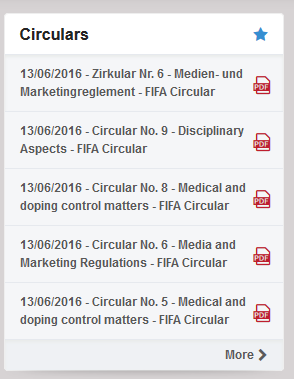 Circulars
13/06/2016 - Zirkular Nr. 6 - Medien- und
Marketingreglement - FIFA Circular
PDF
13/06/2016 - Circular No. 9 - Disciplinary
Aspects - FIFA Circular
PDF
13/06/2016 - Circular No. 8 - Medical and
doping control matters - FIFA Circular
PDF
13/06/2016 - Circular No. 6 - Media and
Marketing Regulations - FIFA Circular
PDF
13/06/2016 - Circular No. 5 - Medical and
doping control matters - FIFA Circular
PDF
More